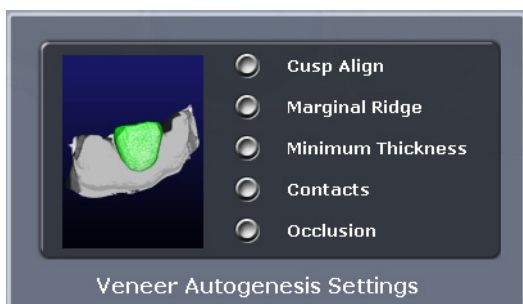 Cusp Align
Marginal Ridge
Minimum Thickness
Contacts
Occlusion
Veneer Autogenesis Settings